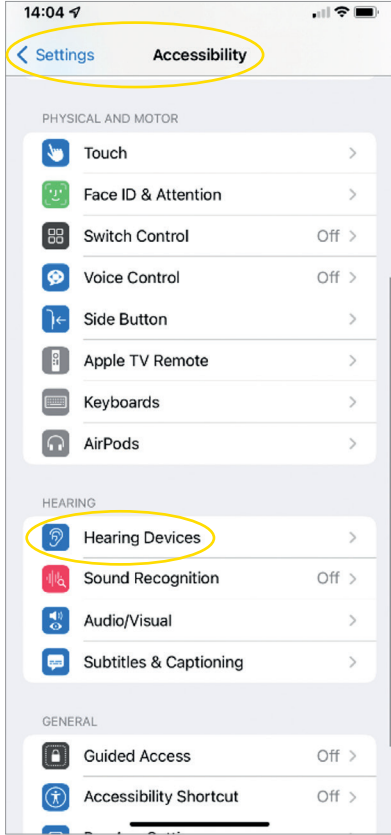 14:04
Settings Accessibility
PHYSICAL AND MOTOR
Touch
Face ID & Attention
Switch Control Off
Voice Control Off
Side Button
Apple TV Remote
Keyboards
AirPods
HEARING
Hearing Devices
Sound Recognition Off
Audio/Visual
Subtitles & Captioning
GENERAL
Guided Access Off
Accessibility Shortcut Off